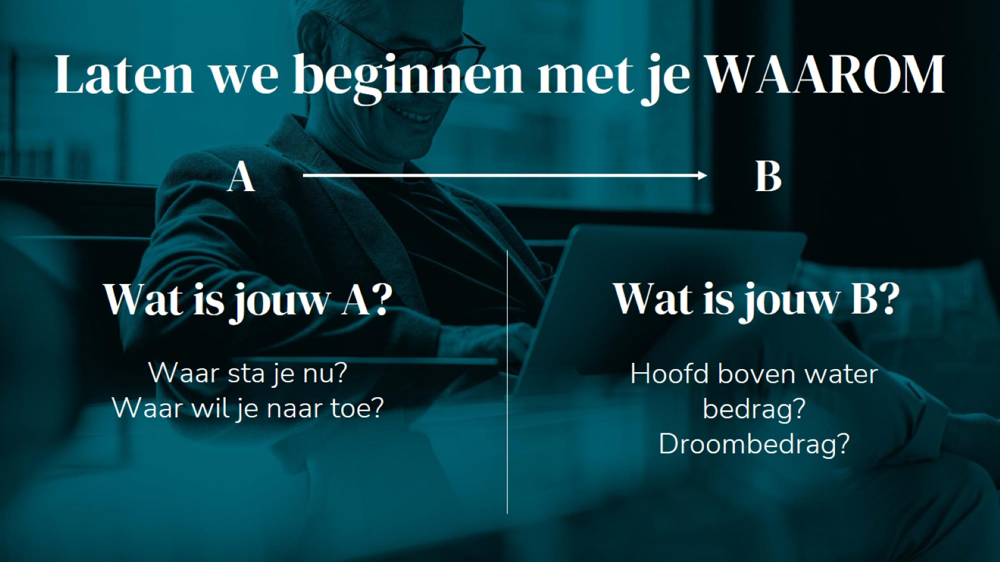 Laten we beginnen met je WAAROM
A
B
Wat is jouw A?
Waar sta je nu?
Waar wil je naar toe?
Wat is jouw B?
Hoofd boven water
bedrag?
Droombedrag?